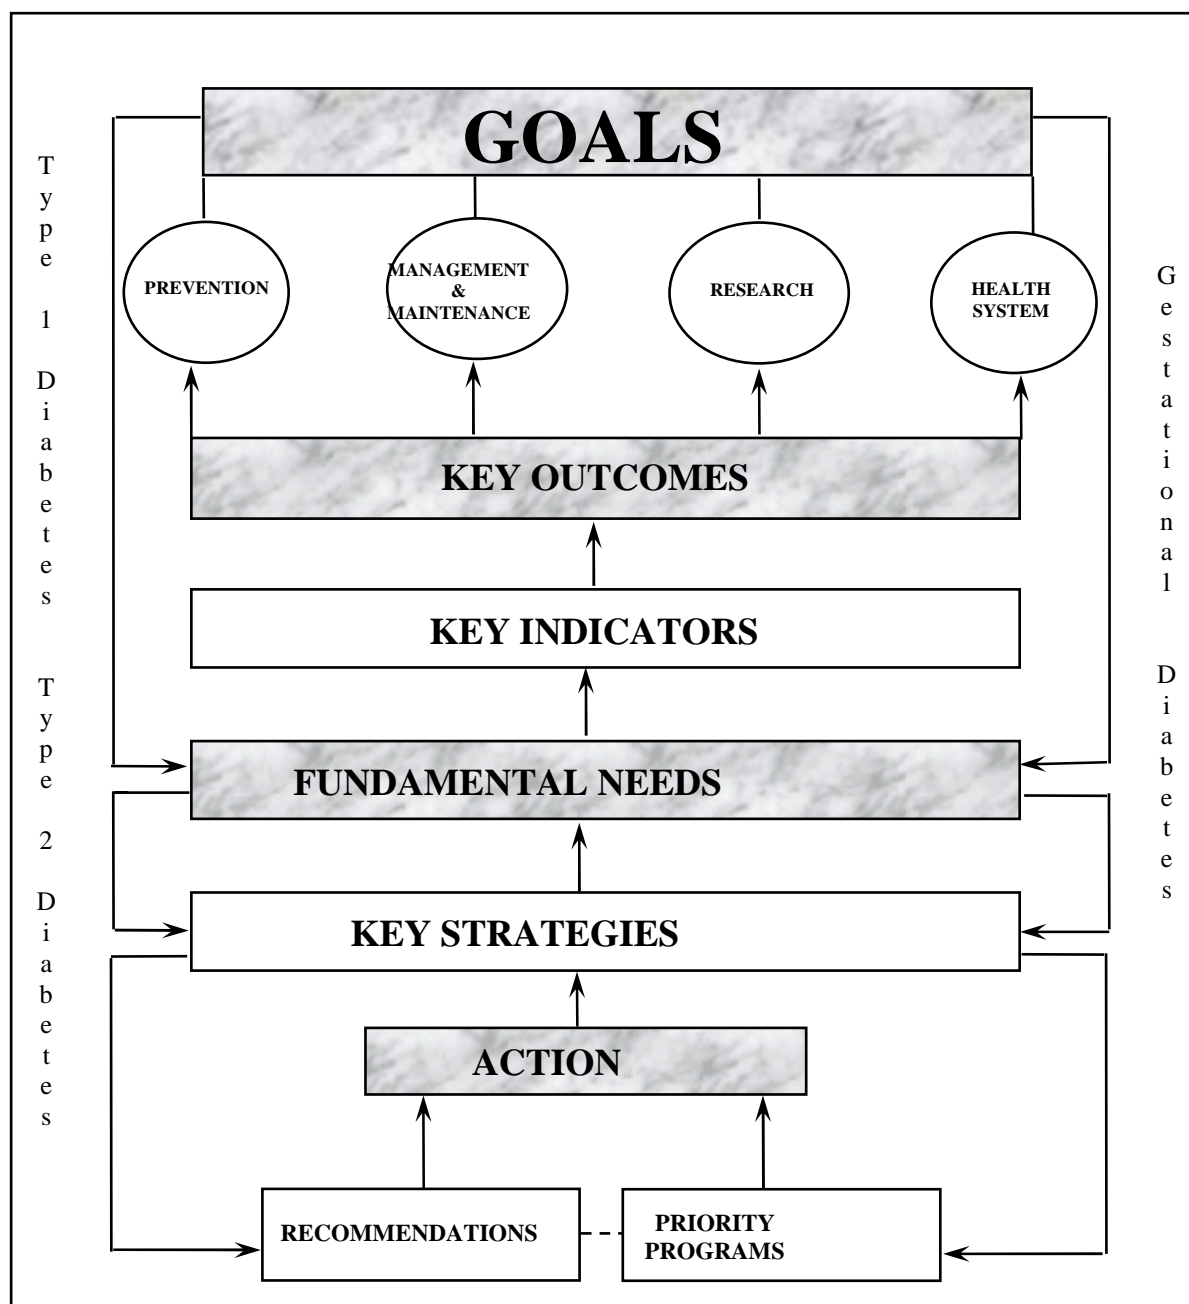 GOALS
Type 1 Diabetes
Type 2 Diabetes
PREVENTION
MANAGEMENT
&
MAINTENANCE
RESEARCH
HEALTH
SYSTEM
Gestational Diabetes
KEY OUTCOMES
KEY INDICATORS
FUNDAMENTAL NEEDS
KEY STRATEGIES
ACTION
RECOMMENDATIONS
PRIORITY
PROGRAMS